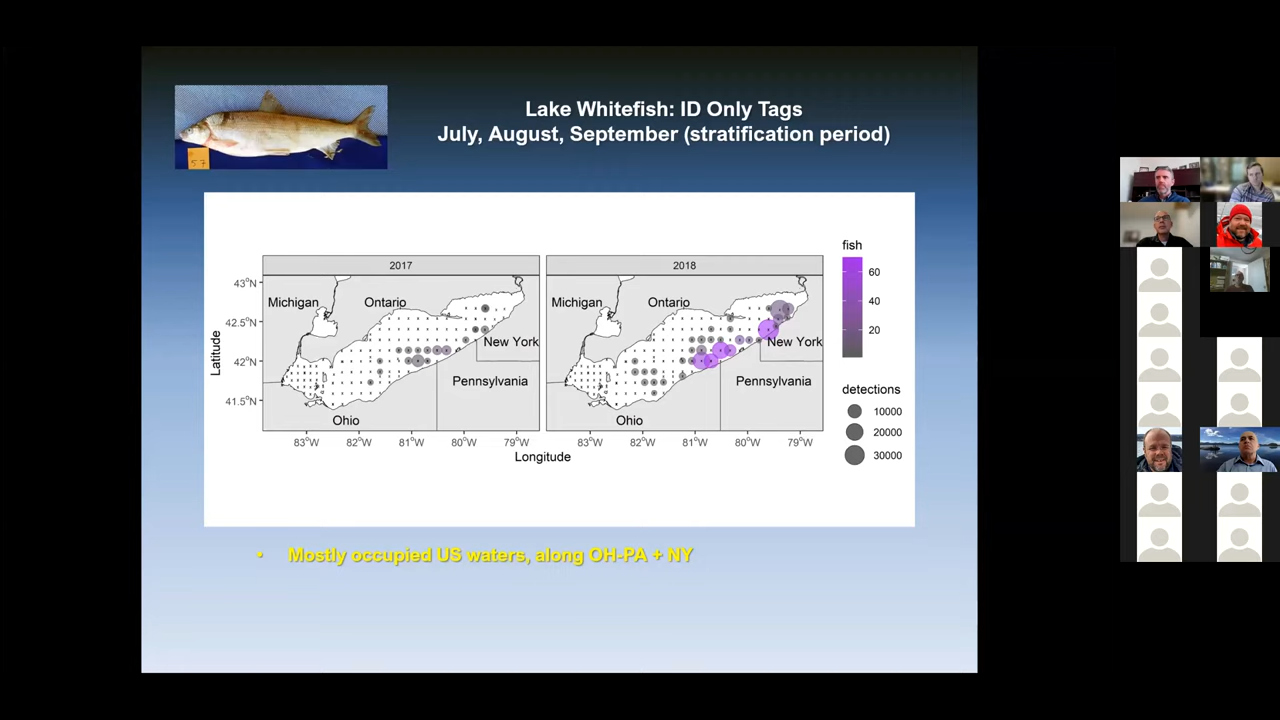 Lake Whitefish: ID Only Tags
July, August, September (stratification period)
57
2017
2018
fish
60
40
20
detections
10000
20000
30000
Latitude
43°N
42.5°N
42°N
41.5°N
Michigan
Ontario
New York
Pennsylvania
Ohio
Michigan
Ontario
New York
Pennsylvania
Ohio
83°W
82°W
81°W
80°W
79°W
83°W
82°W
81°W
80°W
79°W
Longitude
• Mostly occupied US waters, along OH-PA + NY